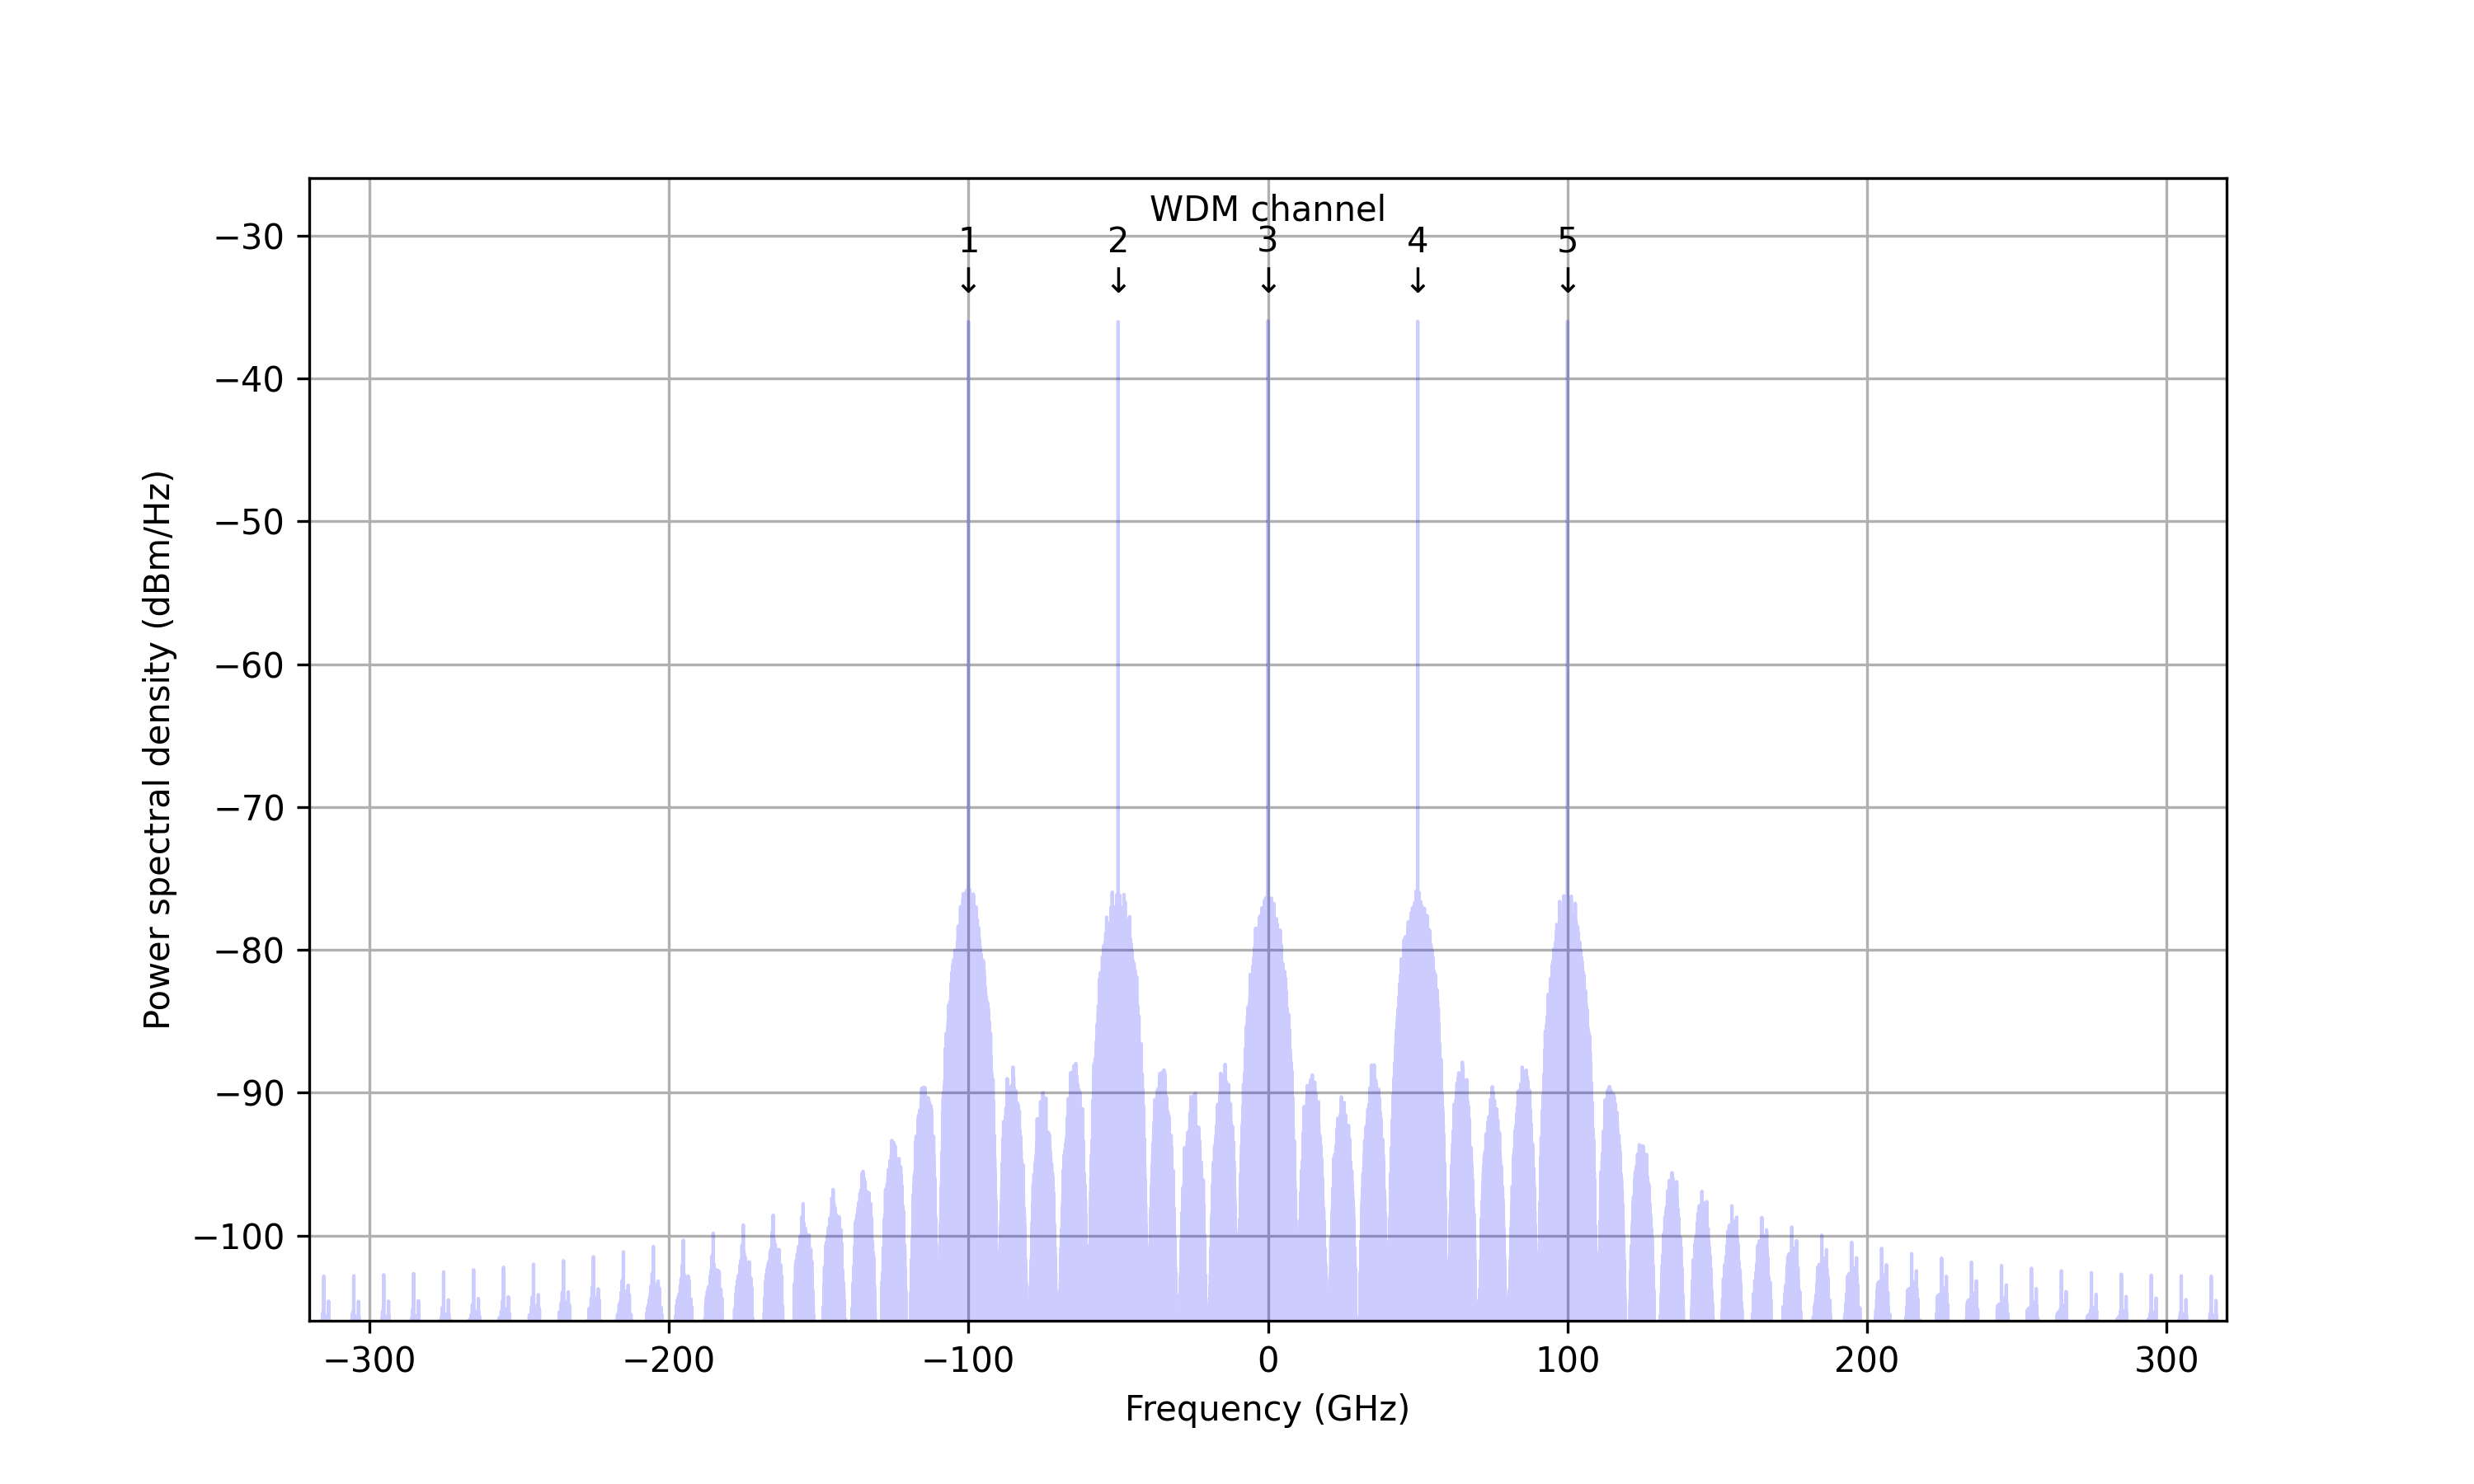 WDM channel
1 2 3 4 5
↓ ↓ ↓ ↓ ↓
−30
−40
−50
−60
−70
−80
−90
−100
Power spectral density (dBm/Hz)
−300 −200 −100 0 100 200 300
Frequency (GHz)